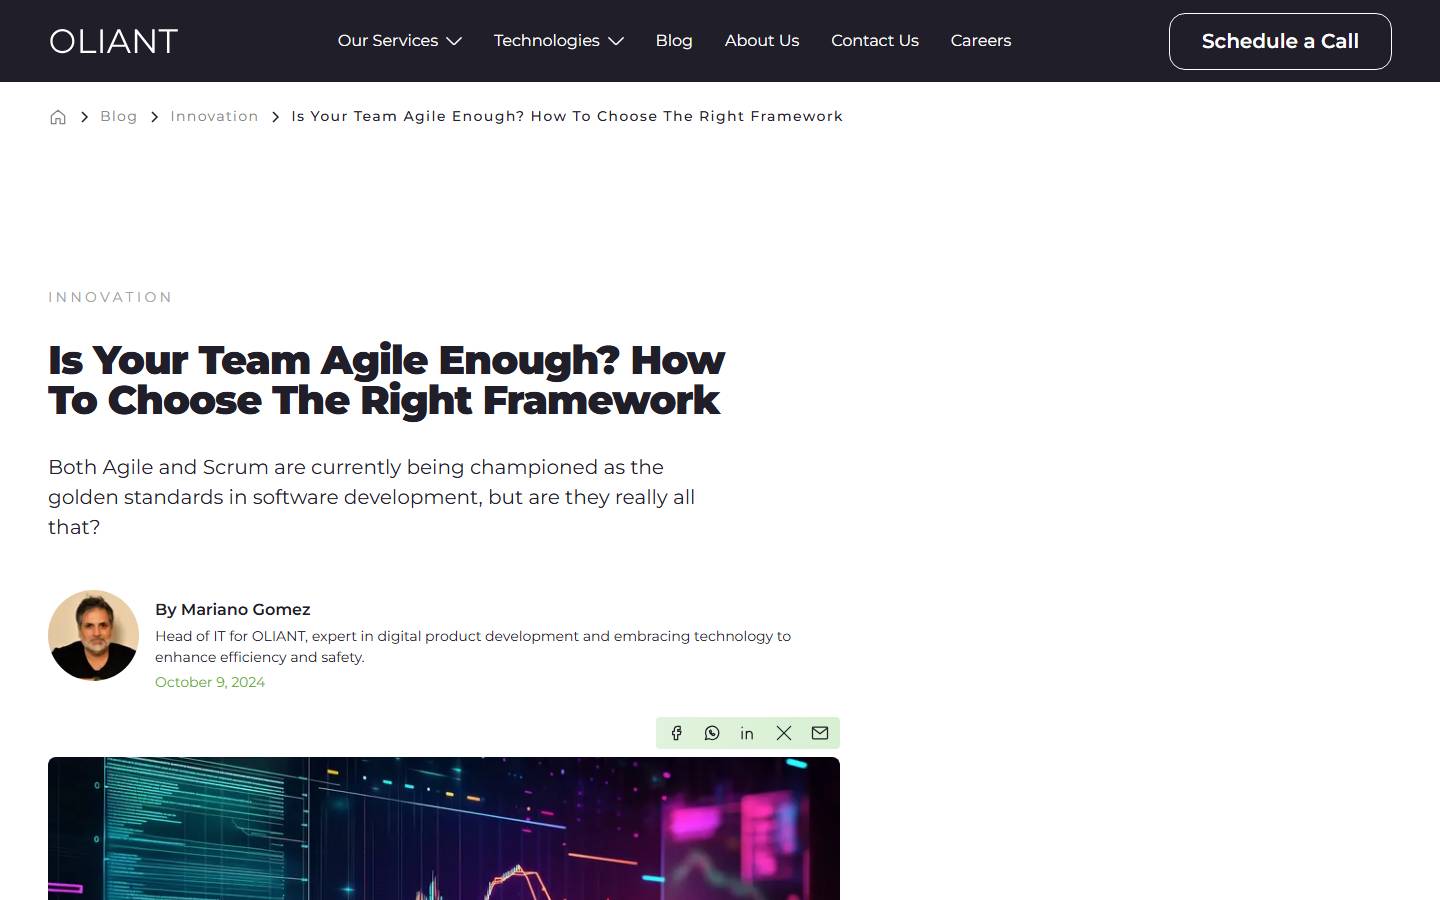 OLIANT
Our Services
Technologies
Blog
About Us
Contact Us
Careers
Schedule a Call
Blog
Innovation
Is Your Team Agile Enough? How To Choose The Right Framework
INNOVATION
Is Your Team Agile Enough? How
To Choose The Right Framework
Both Agile and Scrum are currently being championed as the
golden standards in software development, but are they really all
that?
By Mariano Gomez
Head of IT for OLIANT, expert in digital product development and embracing technology to
enhance efficiency and safety.
October 9, 2024